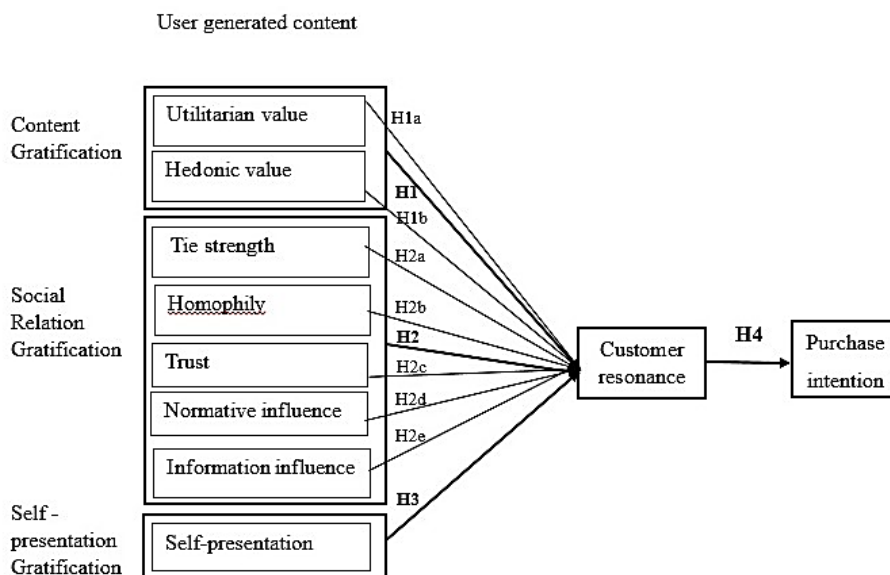 User generated content
Content
Gratification
Utilitarian value
Hedonic value
H1a
H1
H1b
Social
Relation
Gratification
Tie strength
Homophily
Trust
Normative influence
Information influence
H2a
H2b
H2
H2c
H2d
H2e
Self -
presentation
Gratification
Self-presentation
H3
Customer
resonance
H4
Purchase
intention